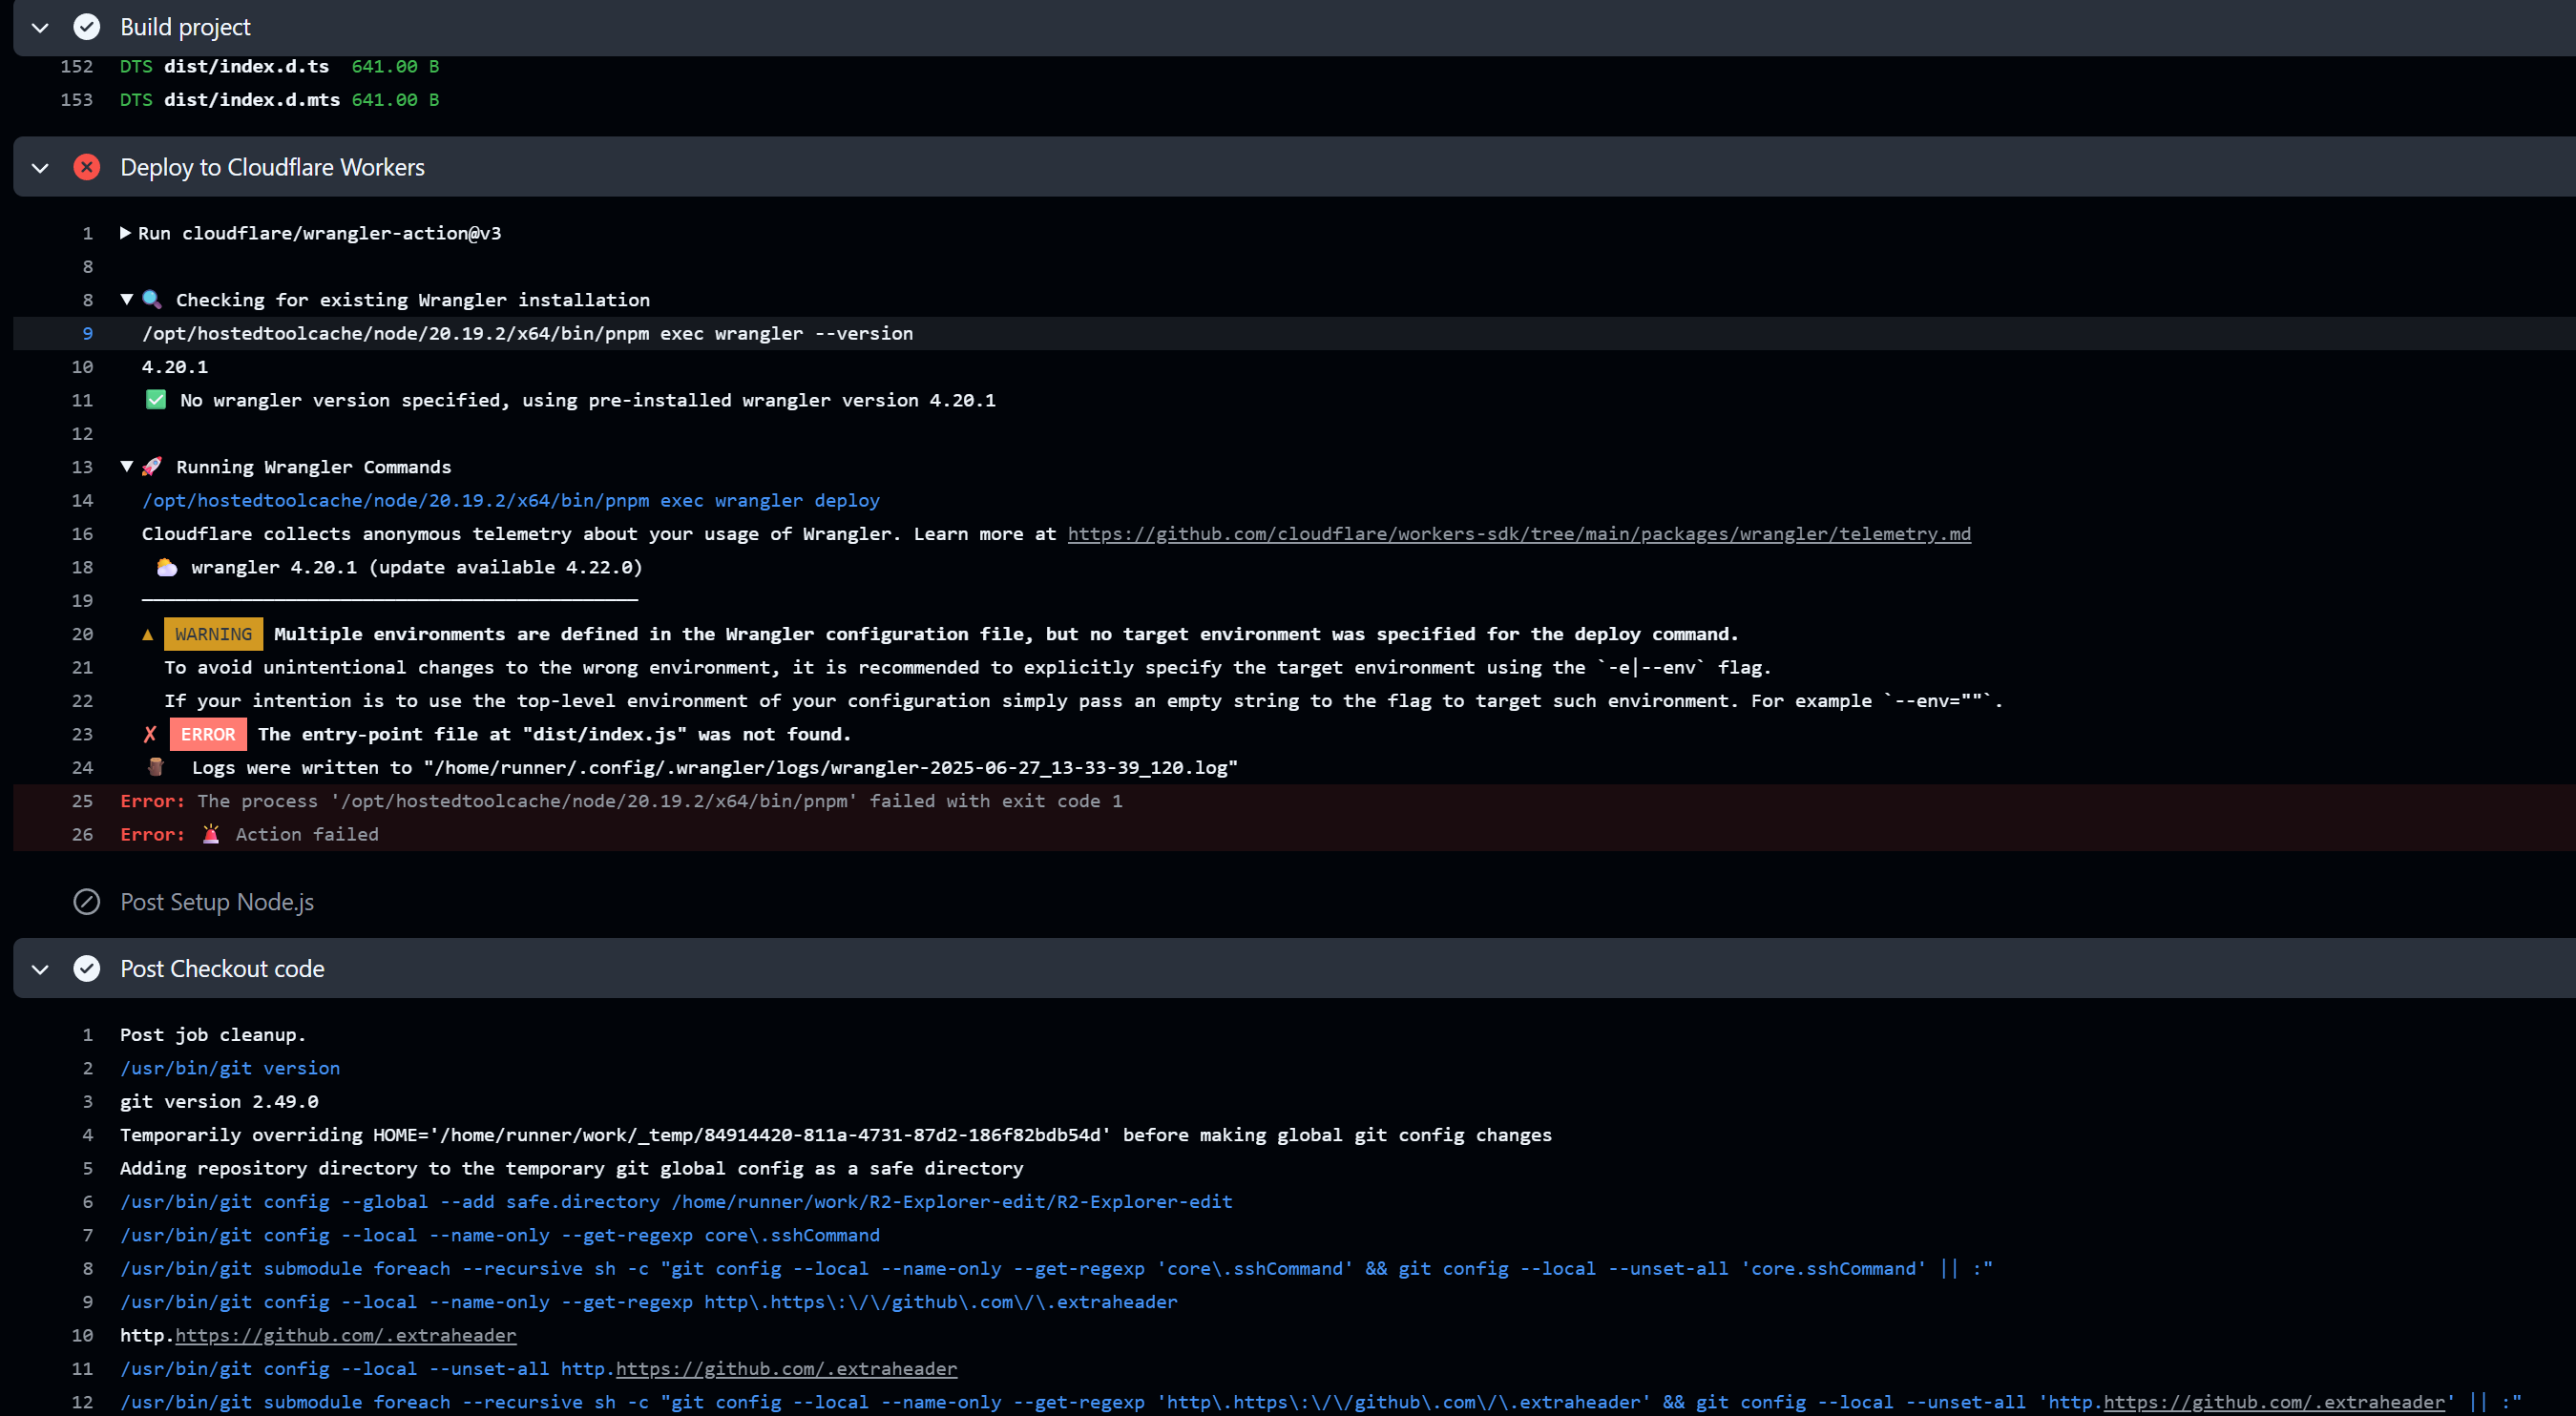 Build project
152 DTS dist/index.d.ts 641.00 B
153 DTS dist/index.d.mts 641.00 B
Deploy to Cloudflare Workers
1 Run cloudflare/wrangler-action@v3
8
8 🔍 Checking for existing Wrangler installation
9 /opt/hostedtoolcache/node/20.19.2/x64/bin/pnpm exec wrangler --version
10 4.20.1
11 ✅ No wrangler version specified, using pre-installed wrangler version 4.20.1
12
13 🚀 Running Wrangler Commands
14 /opt/hostedtoolcache/node/20.19.2/x64/bin/pnpm exec wrangler deploy
16 Cloudflare collects anonymous telemetry about your usage of Wrangler. Learn more at https://github.com/cloudflare/workers-sdk/tree/main/packages/wrangler/telemetry.md
18 ⛅ wrangler 4.20.1 (update available 4.22.0)
19 ─────────────────────────────────────────────
20 ▲ WARNING Multiple environments are defined in the Wrangler configuration file, but no target environment was specified for the deploy command.
21 To avoid unintentional changes to the wrong environment, it is recommended to explicitly specify the target environment using the `-e|--env` flag.
22 If your intention is to use the top-level environment of your configuration simply pass an empty string to the flag to target such environment. For example `--env=""`.
23 ✘ ERROR The entry-point file at "dist/index.js" was not found.
24 🪵 Logs were written to "/home/runner/.config/.wrangler/logs/wrangler-2025-06-27_13-33-39_120.log"
25 Error: The process '/opt/hostedtoolcache/node/20.19.2/x64/bin/pnpm' failed with exit code 1
26 Error: 🚨 Action failed
Post Setup Node.js
Post Checkout code
1 Post job cleanup.
2 /usr/bin/git version
3 git version 2.49.0
4 Temporarily overriding HOME='/home/runner/work/_temp/84914420-811a-4731-87d2-186f82bdb54d' before making global git config changes
5 Adding repository directory to the temporary git global config as a safe directory
6 /usr/bin/git config --global --add safe.directory /home/runner/work/R2-Explorer-edit/R2-Explorer-edit
7 /usr/bin/git config --local --name-only --get-regexp core\.sshCommand
8 /usr/bin/git submodule foreach --recursive sh -c "git config --local --name-only --get-regexp 'core\.sshCommand' && git config --local --unset-all 'core.sshCommand' || :"
9 /usr/bin/git config --local --name-only --get-regexp http\.https\:\/\/github\.com\/\.extraheader
10 http.https://github.com/.extraheader
11 /usr/bin/git config --local --unset-all http.https://github.com/.extraheader
12 /usr/bin/git submodule foreach --recursive sh -c "git config --local --name-only --get-regexp 'http\.https\:\/\/github\.com\/\.extraheader' && git config --local --unset-all 'http.https://github.com/.extraheader' || :"